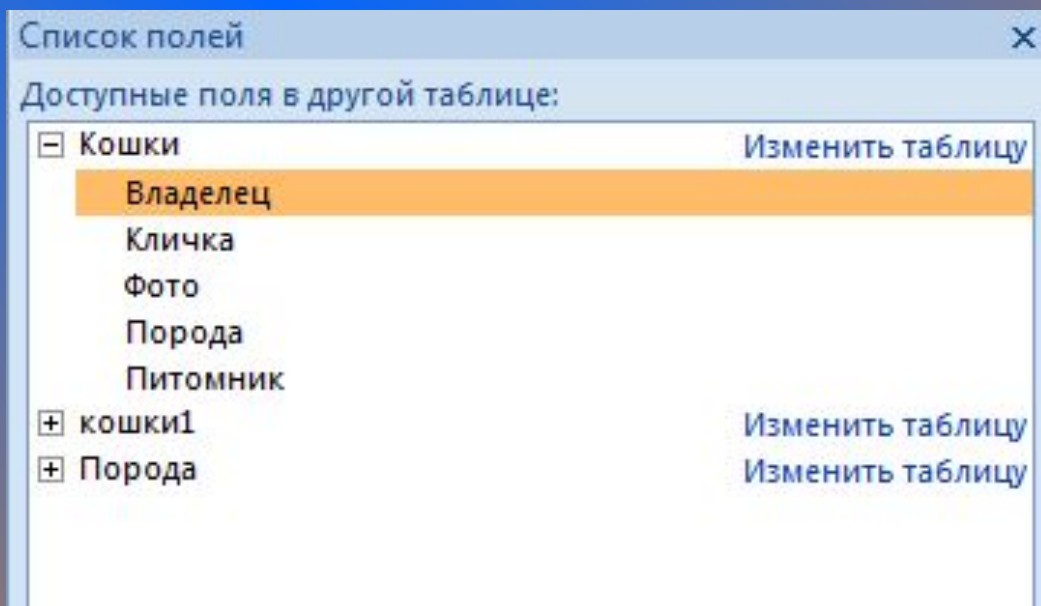 Список полей
Доступные поля в другой таблице:
Кошки Изменить таблицу
Владелец
Кличка
Фото
Порода
Питомник
кошки1 Изменить таблицу
Порода Изменить таблицу